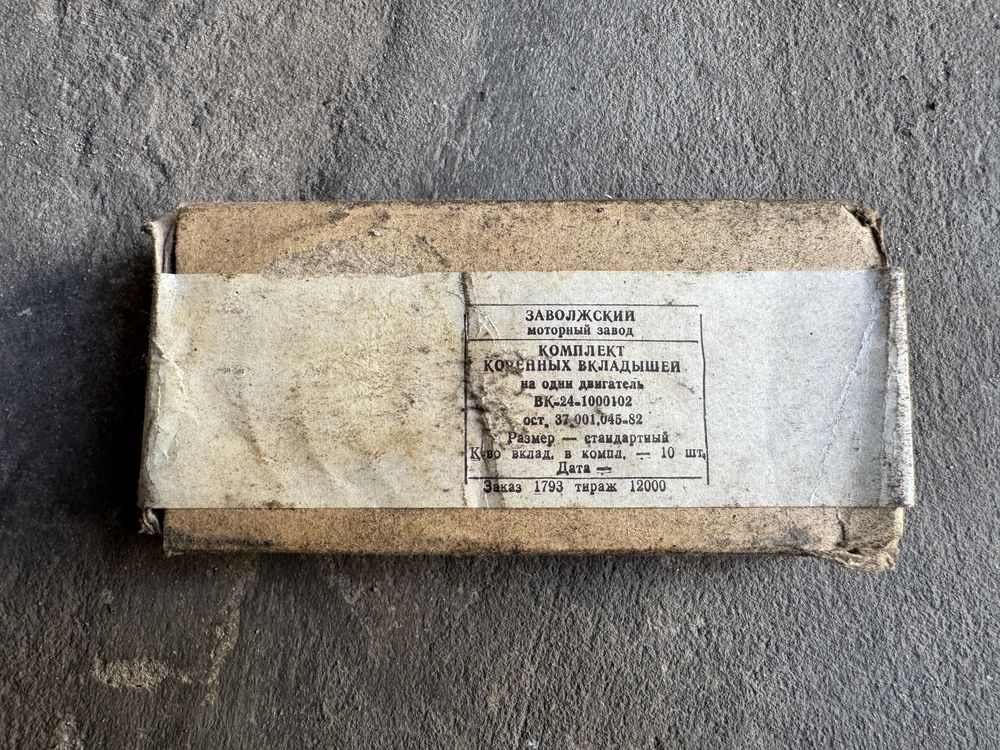 ЗАВОЛЖСКИЙ
МОТОРНЫЙ ЗАВОД
КОМПЛЕКТ
КОРЕННЫХ ВКЛАДЫШЕЙ
на один двигатель
ВК-24-1000102
ост. 37.001.045-82
Размер — стандартный
К-во вклад. в компл. — 10 шт.
Дата —
Заказ 1793 тираж 12000